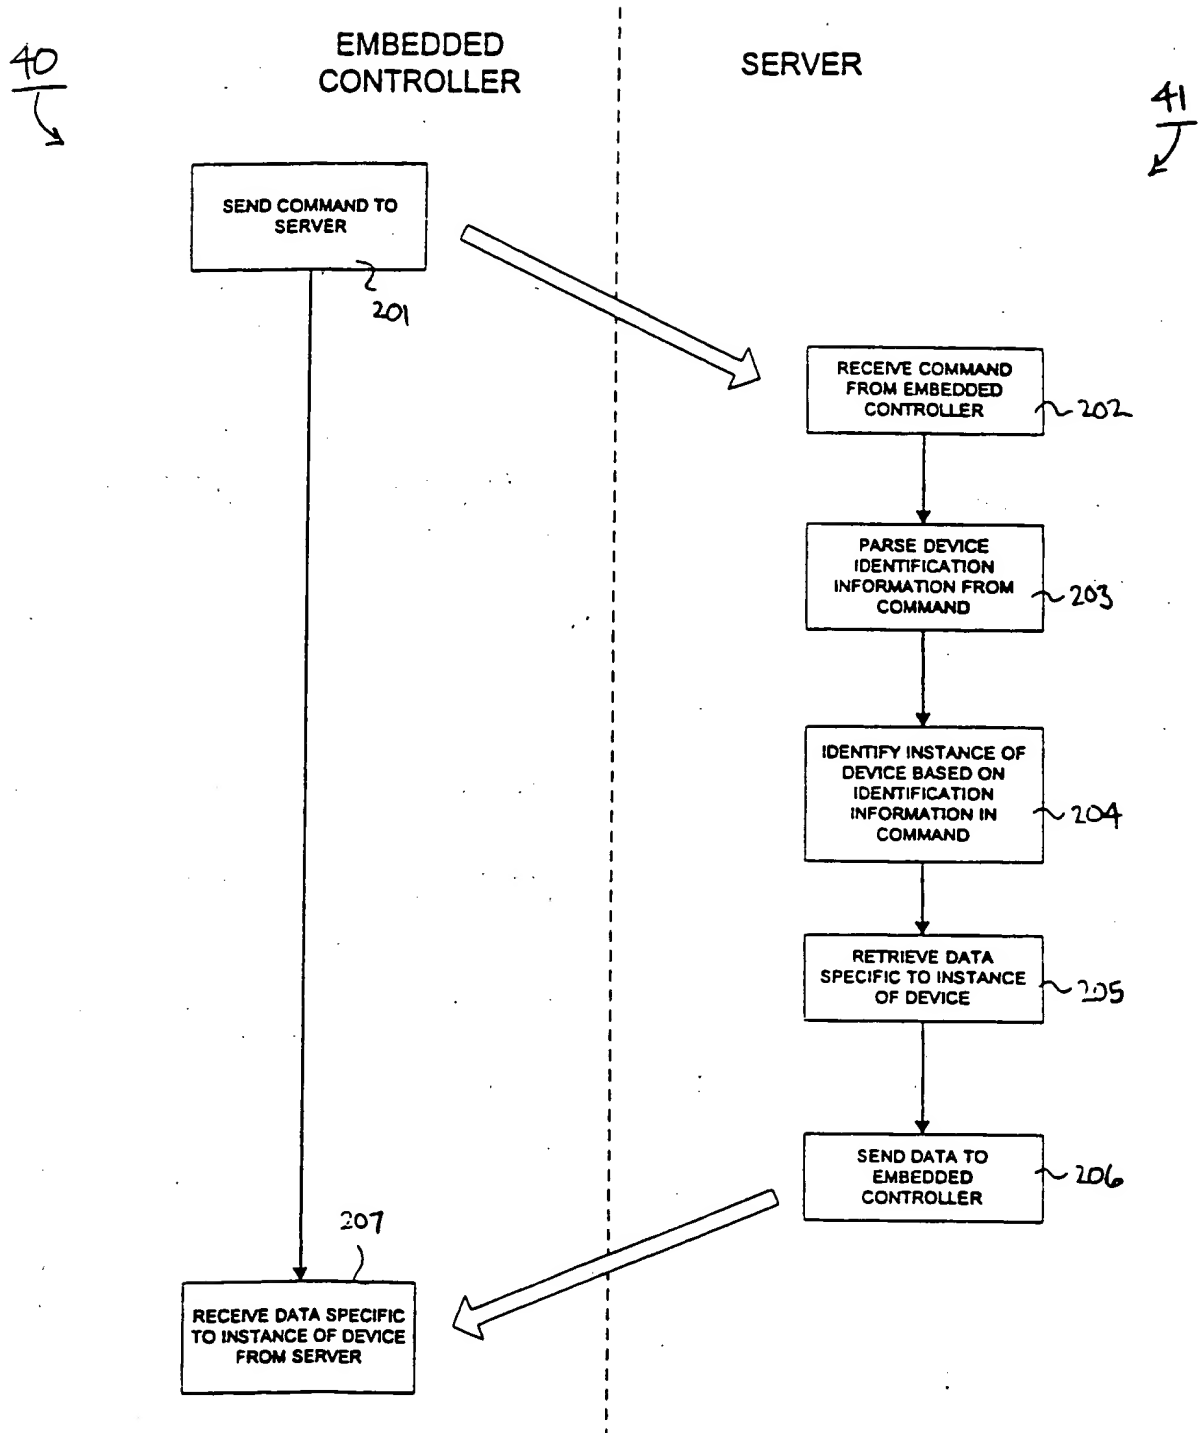 40
EMBEDDED
CONTROLLER
SERVER
41
SEND COMMAND TO
SERVER
201
RECEIVE COMMAND
FROM EMBEDDED
CONTROLLER
202
PARSE DEVICE
IDENTIFICATION
INFORMATION FROM
COMMAND
203
IDENTIFY INSTANCE OF
DEVICE BASED ON
IDENTIFICATION
INFORMATION IN
COMMAND
204
RETRIEVE DATA
SPECIFIC TO INSTANCE
OF DEVICE
205
SEND DATA TO
EMBEDDED
CONTROLLER
206
207
RECEIVE DATA SPECIFIC
TO INSTANCE OF DEVICE
FROM SERVER